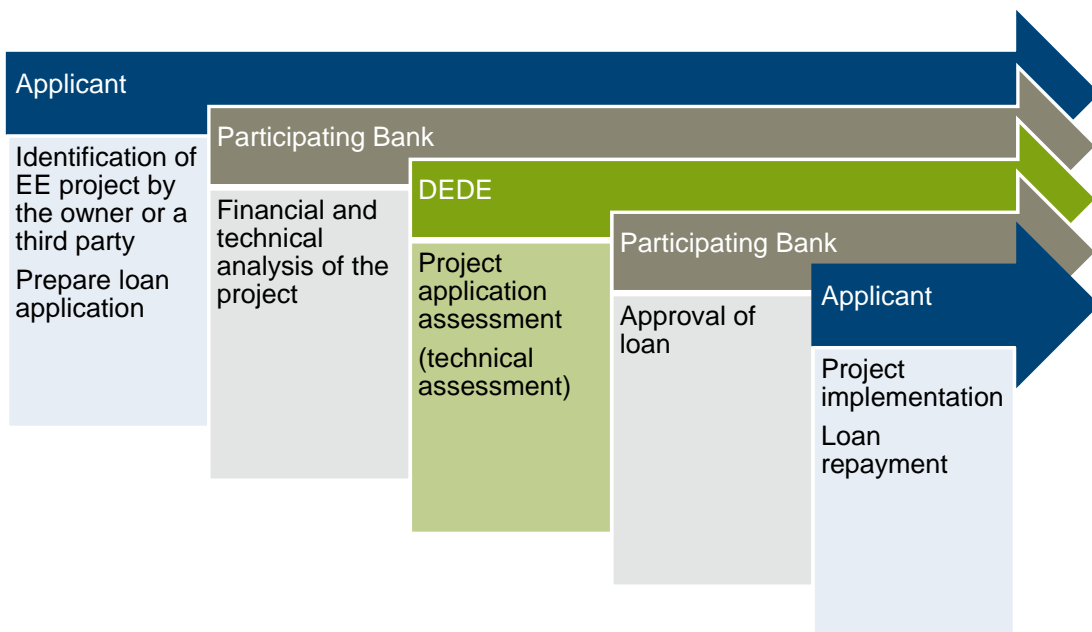 Applicant
Identification of
EE project by
the owner or a
third party
Prepare loan
application
Participating Bank
Financial and
technical
analysis of the
project
DEDE
Project
application
assessment
(technical
assessment)
Participating Bank
Approval of
loan
Applicant
Project
implementation
Loan
repayment